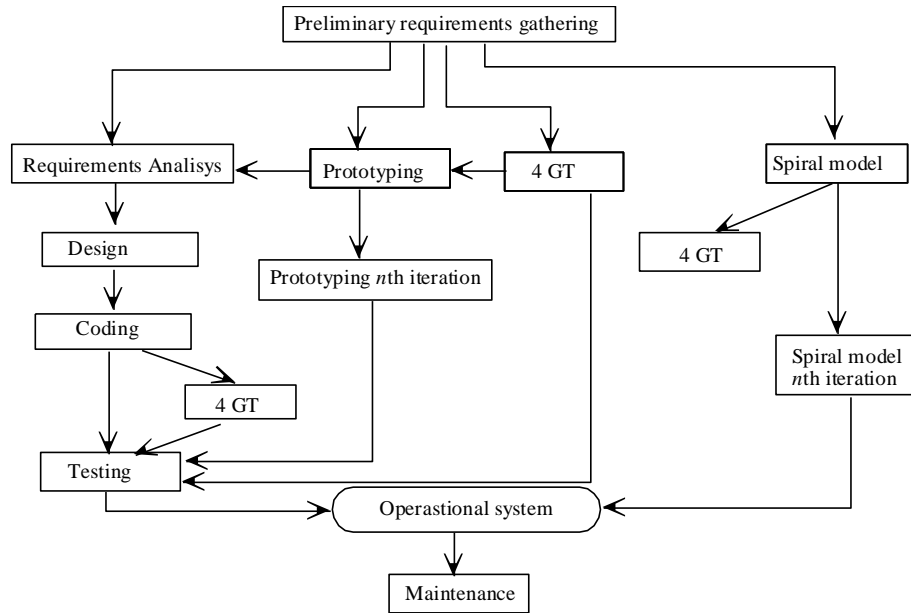 Preliminary requirements gathering
Requirements Analisys
Prototyping
4 GT
Spiral model
Design
4 GT
Prototyping nth iteration
Coding
Spiral model
nth iteration
4 GT
Testing
Operastional system
Maintenance